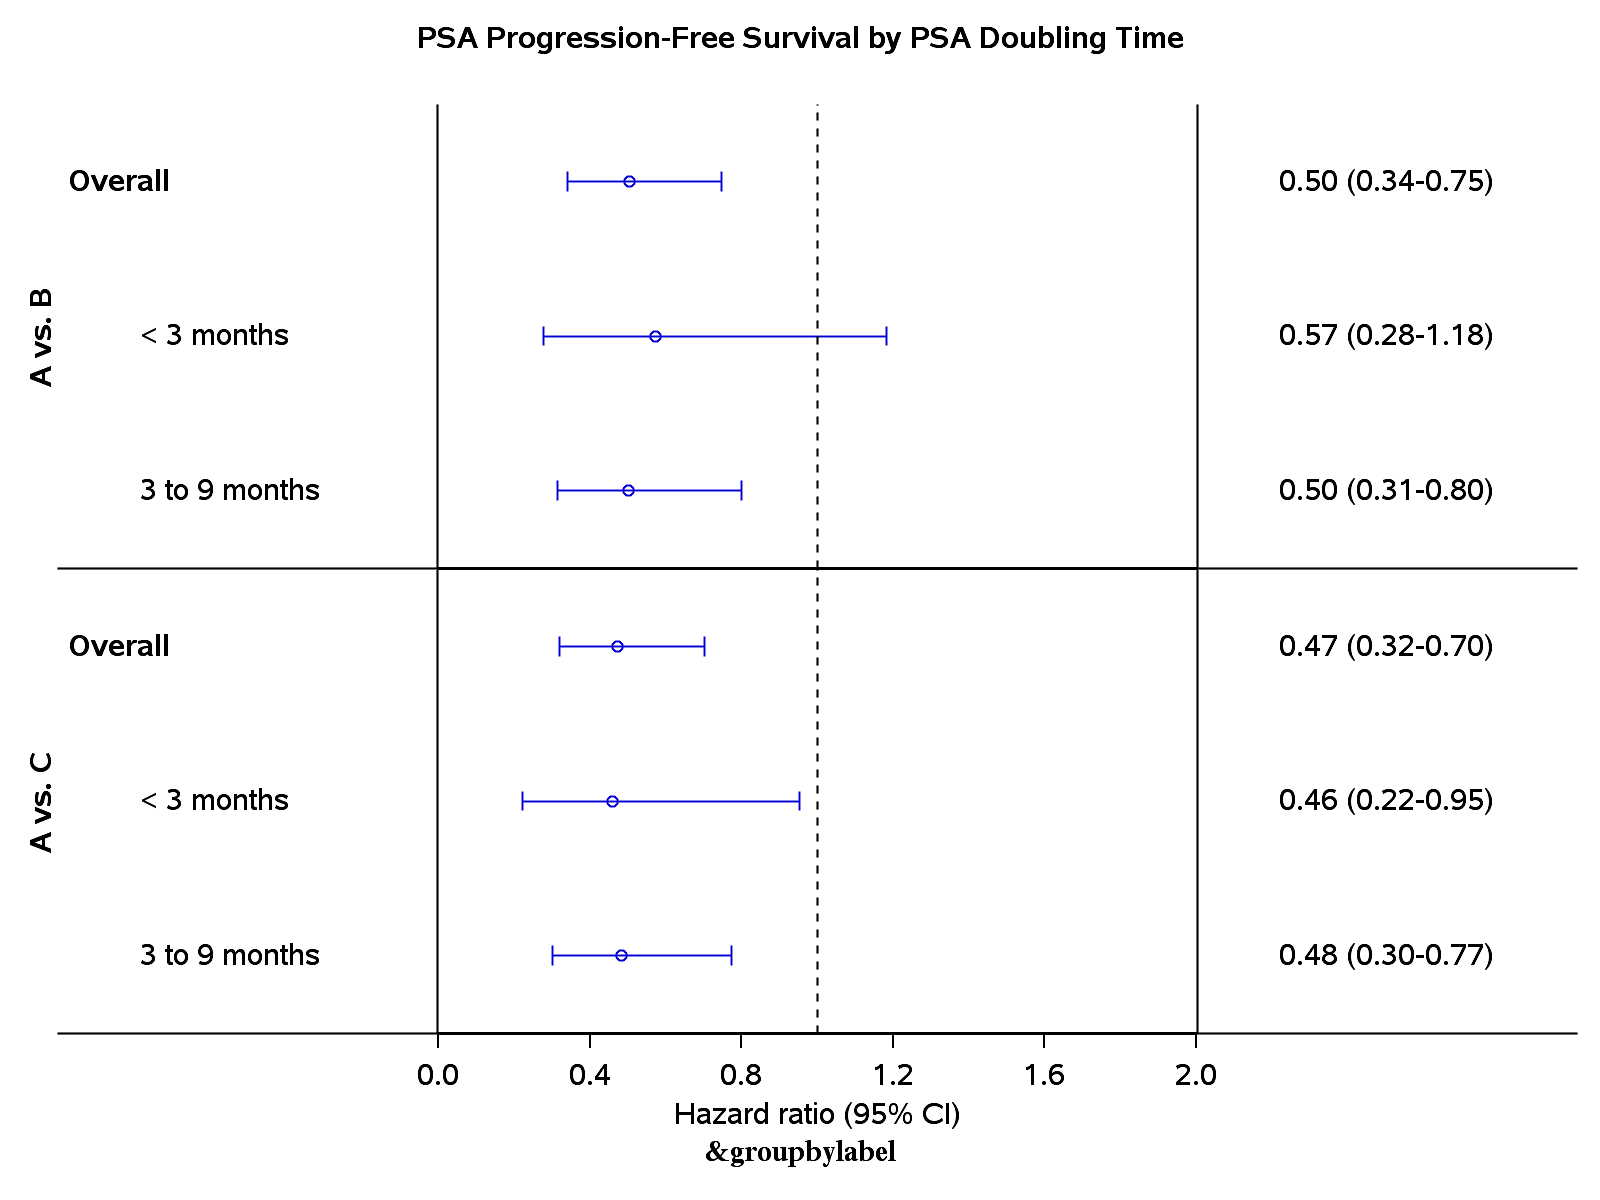 PSA Progression-Free Survival by PSA Doubling Time
A vs. B
Overall 0.50 (0.34-0.75)
< 3 months 0.57 (0.28-1.18)
3 to 9 months 0.50 (0.31-0.80)
A vs. C
Overall 0.47 (0.32-0.70)
< 3 months 0.46 (0.22-0.95)
3 to 9 months 0.48 (0.30-0.77)
0.0 0.4 0.8 1.2 1.6 2.0
Hazard ratio (95% CI)
&groupbylabel